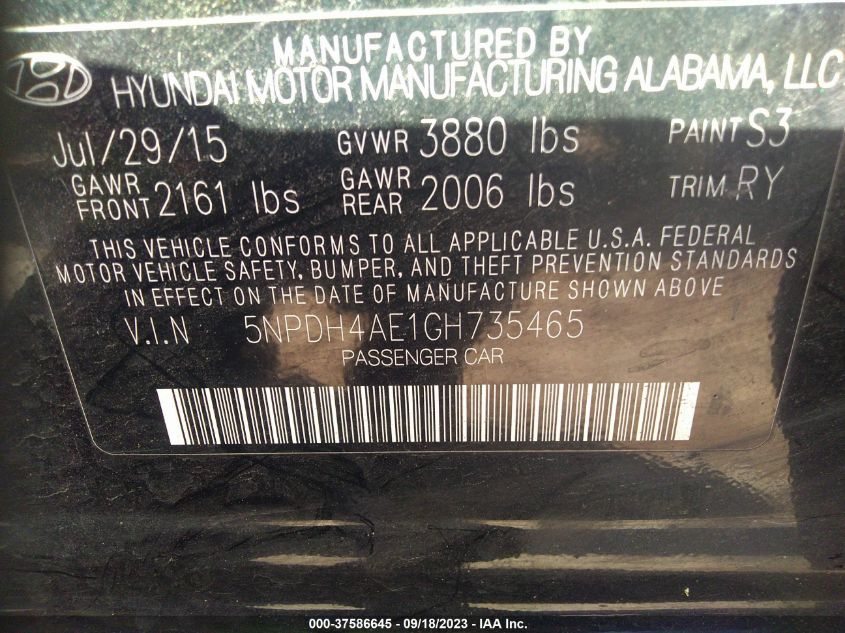 MANUFACTURED BY
HYUNDAI MOTOR MANUFACTURING ALABAMA, LLC
Jul/29/15 GVWR 3880 lbs PAINT S3
GAWR FRONT 2161 lbs GAWR REAR 2006 lbs TRIM RY
THIS VEHICLE CONFORMS TO ALL APPLICABLE U.S.A. FEDERAL
MOTOR VEHICLE SAFETY, BUMPER, AND THEFT PREVENTION STANDARDS
IN EFFECT ON THE DATE OF MANUFACTURE SHOWN ABOVE
V.I.N 5NPDH4AE1GH735465
PASSENGER CAR
000-37586645 - 09/18/2023 - IAA Inc.